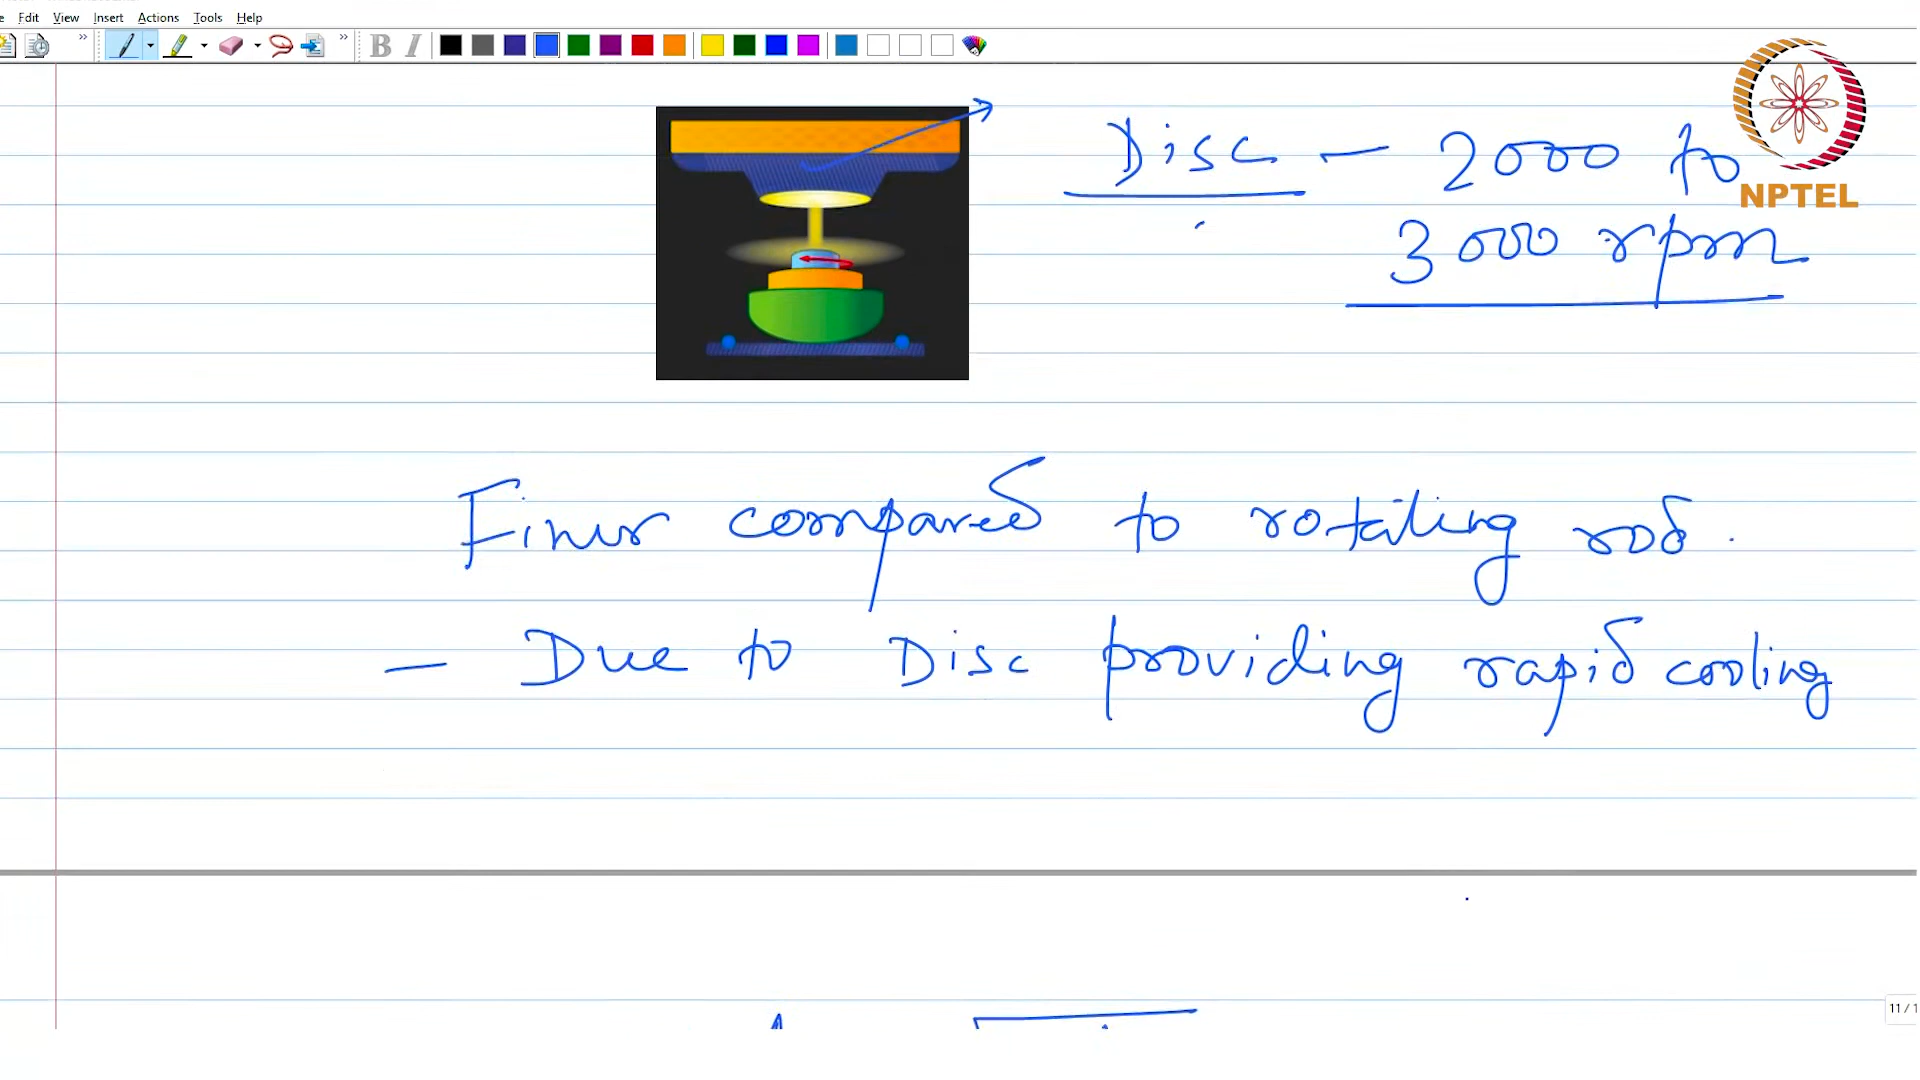 Edit View Insert Actions Tools Help
B I
NPTEL
Disc - 2000 to
3000 rpm
Finer compared to rotating rod.
- Due to Disc providing rapid cooling
11 / 1